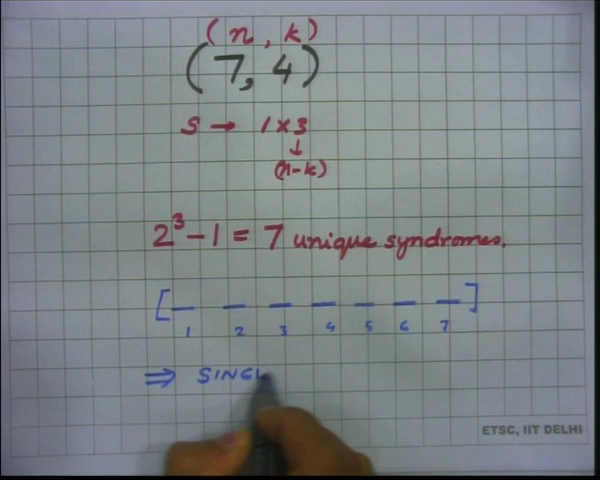 (n, k)
(7, 4)
S → 1×3
↓
(n-k)
2³-1 = 7 unique syndromes.
[_ _ _ _ _ _ _]
1 2 3 4 5 6 7
⇒ SINGL
ETSC, IIT DELHI